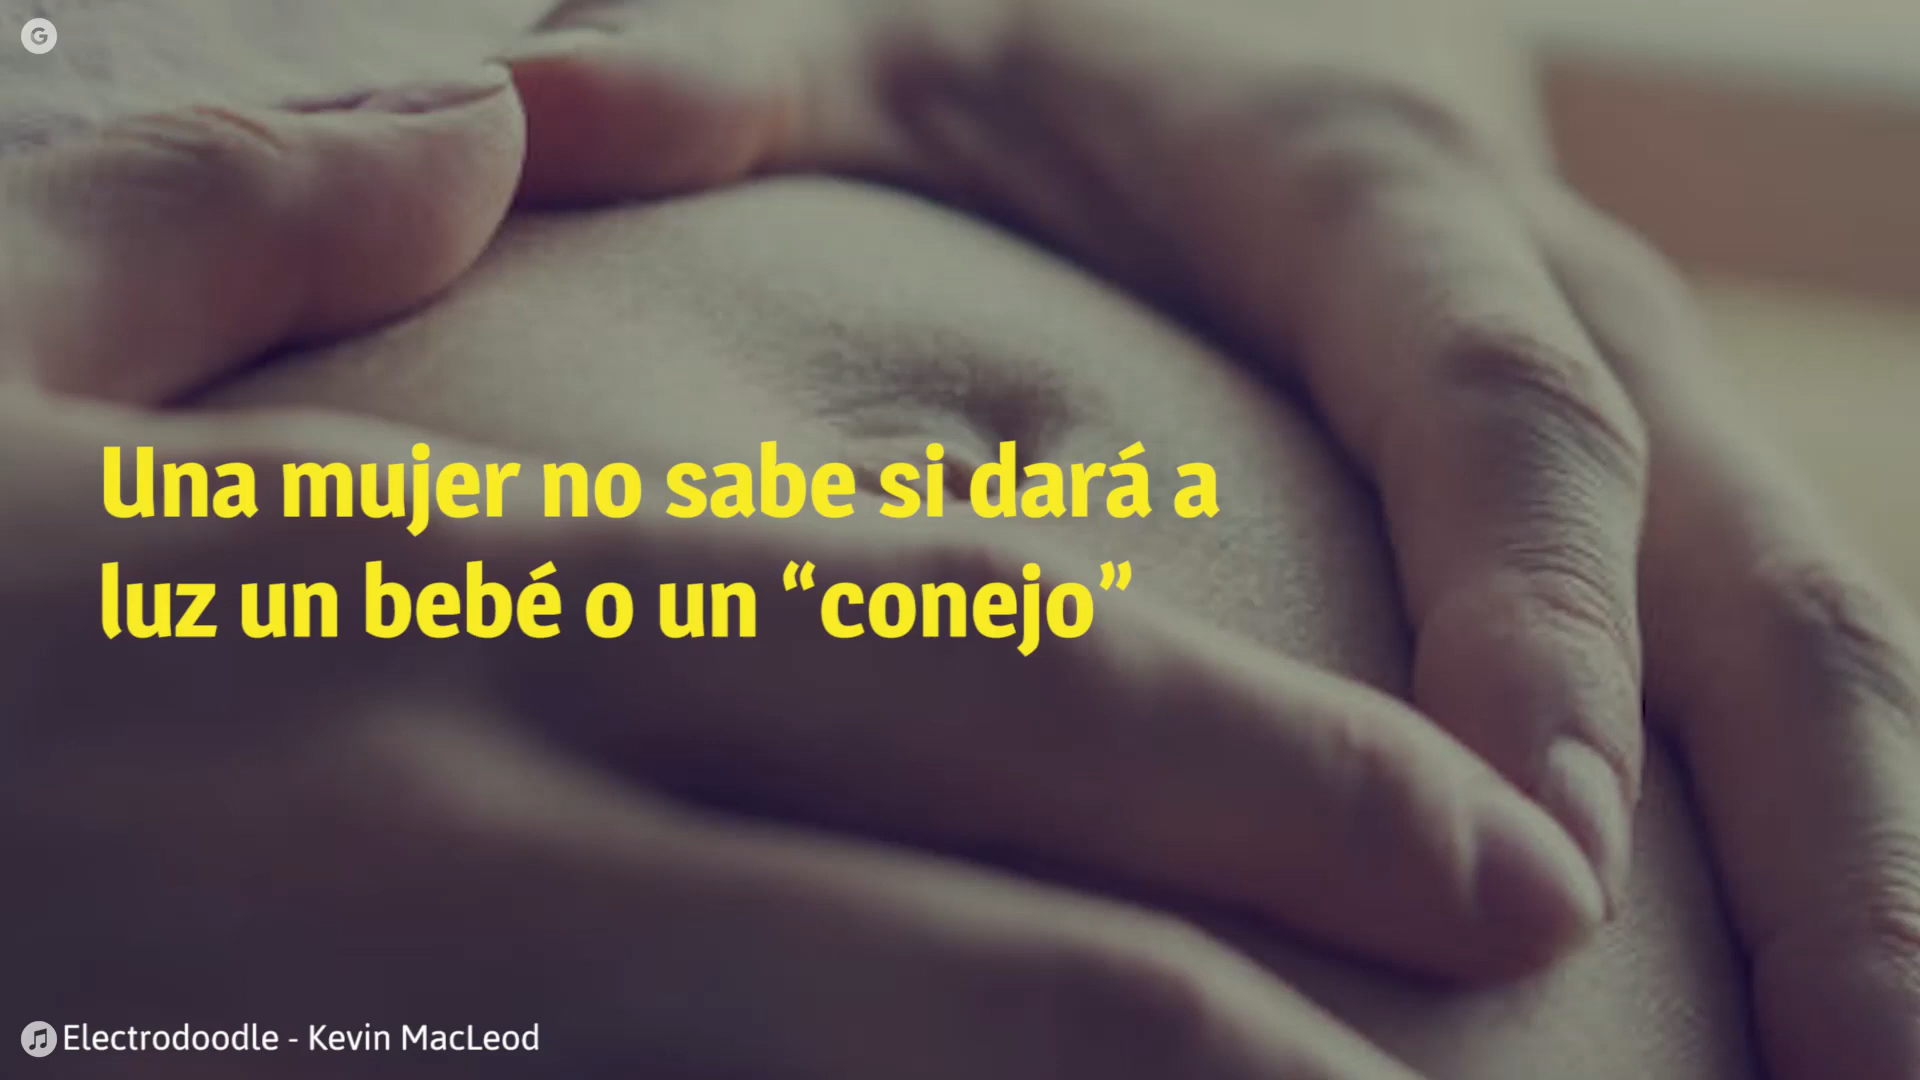 G
Una mujer no sabe si dará a
luz un bebé o un “conejo”
Electrodoodle - Kevin MacLeod